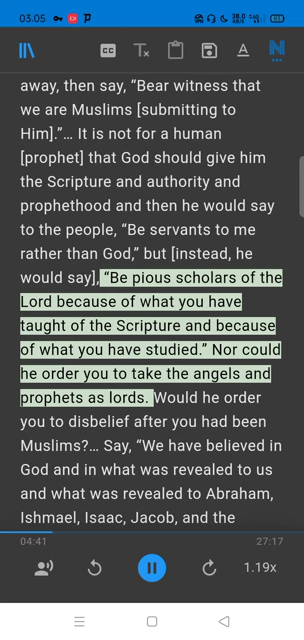 03.05
38.0
away, then say, “Bear witness that
we are Muslims [submitting to
Him].”… It is not for a human
[prophet] that God should give him
the Scripture and authority and
prophethood and then he would say
to the people, “Be servants to me
rather than God,” but [instead, he
would say], “Be pious scholars of the
Lord because of what you have
taught of the Scripture and because
of what you have studied.” Nor could
he order you to take the angels and
prophets as lords. Would he order
you to disbelief after you had been
Muslims?… Say, “We have believed in
God and in what was revealed to us
and what was revealed to Abraham,
Ishmael, Isaac, Jacob, and the
04:41
27:17
1.19x